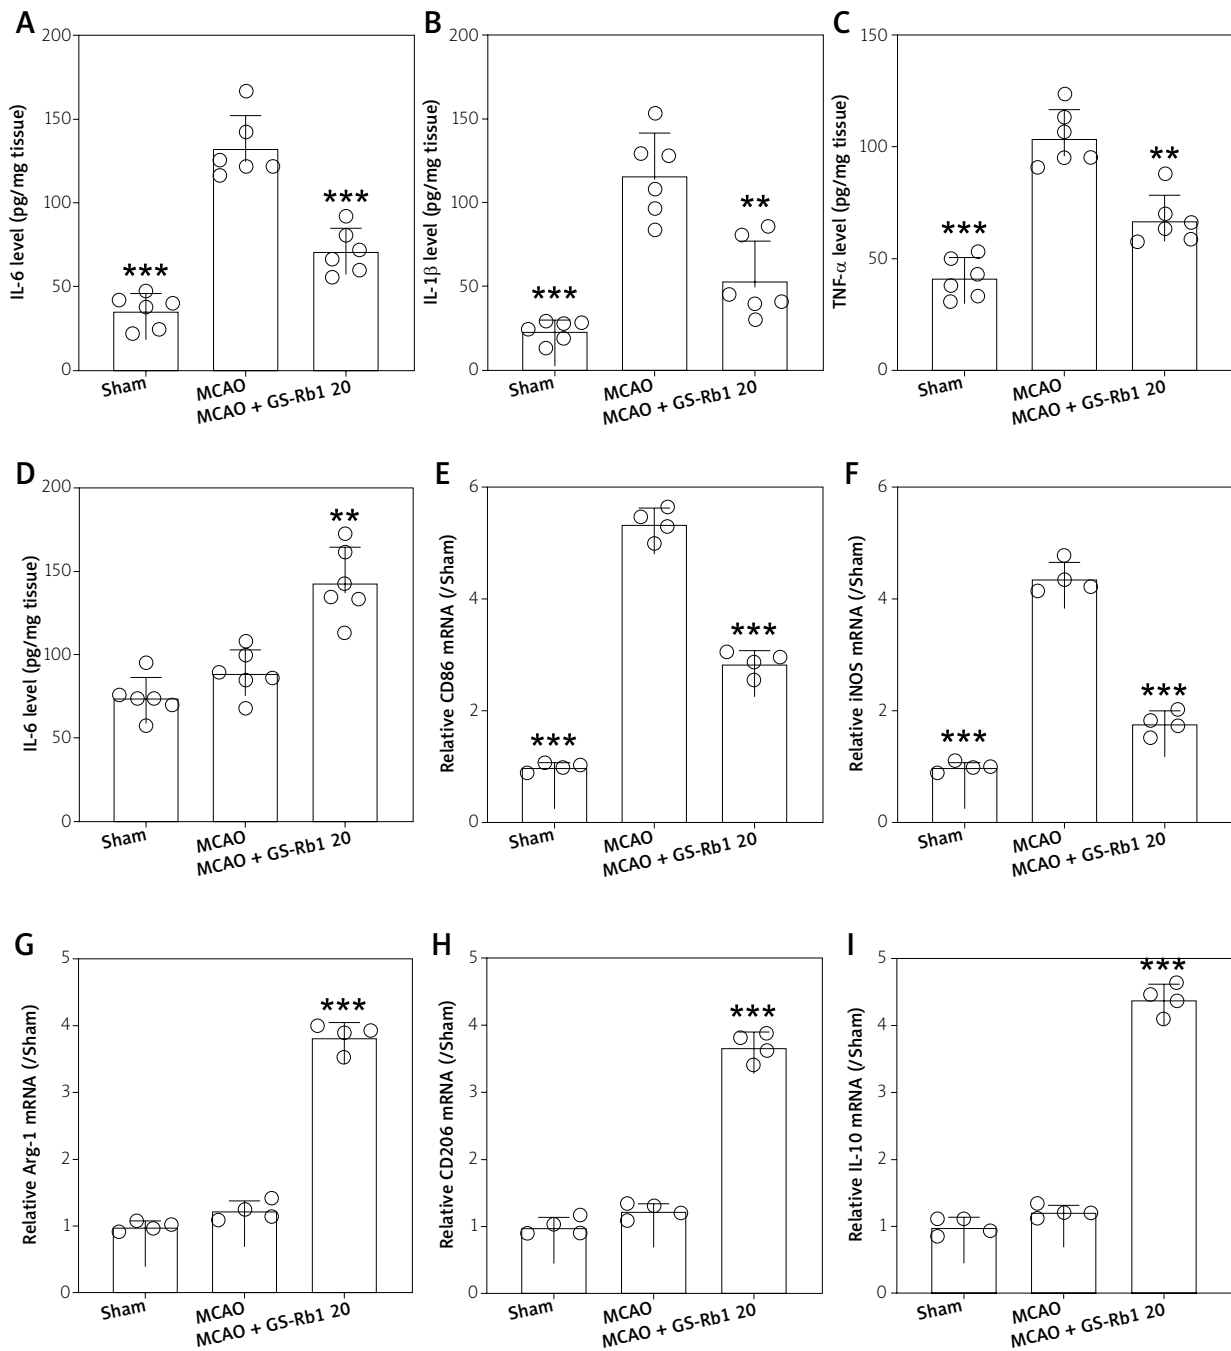 A
IL-6 level (pg/mg tissue)
200
150
100
50
0
***
***
Sham
MCAO
MCAO + GS-Rb1 20
B
IL-1β level (pg/mg tissue)
200
150
100
50
0
***
**
Sham
MCAO
MCAO + GS-Rb1 20
C
TNF-α level (pg/mg tissue)
150
100
50
0
***
**
Sham
MCAO
MCAO + GS-Rb1 20
D
IL-6 level (pg/mg tissue)
200
150
100
50
0
**
Sham
MCAO
MCAO + GS-Rb1 20
E
Relative CD86 mRNA (/Sham)
6
4
2
0
***
***
Sham
MCAO
MCAO + GS-Rb1 20
F
Relative iNOS mRNA (/Sham)
6
4
2
0
***
***
Sham
MCAO
MCAO + GS-Rb1 20
G
Relative Arg-1 mRNA (/Sham)
5
4
3
2
1
0
***
Sham
MCAO
MCAO + GS-Rb1 20
H
Relative CD206 mRNA (/Sham)
5
4
3
2
1
0
***
Sham
MCAO
MCAO + GS-Rb1 20
I
Relative IL-10 mRNA (/Sham)
5
4
3
2
1
0
***
Sham
MCAO
MCAO + GS-Rb1 20